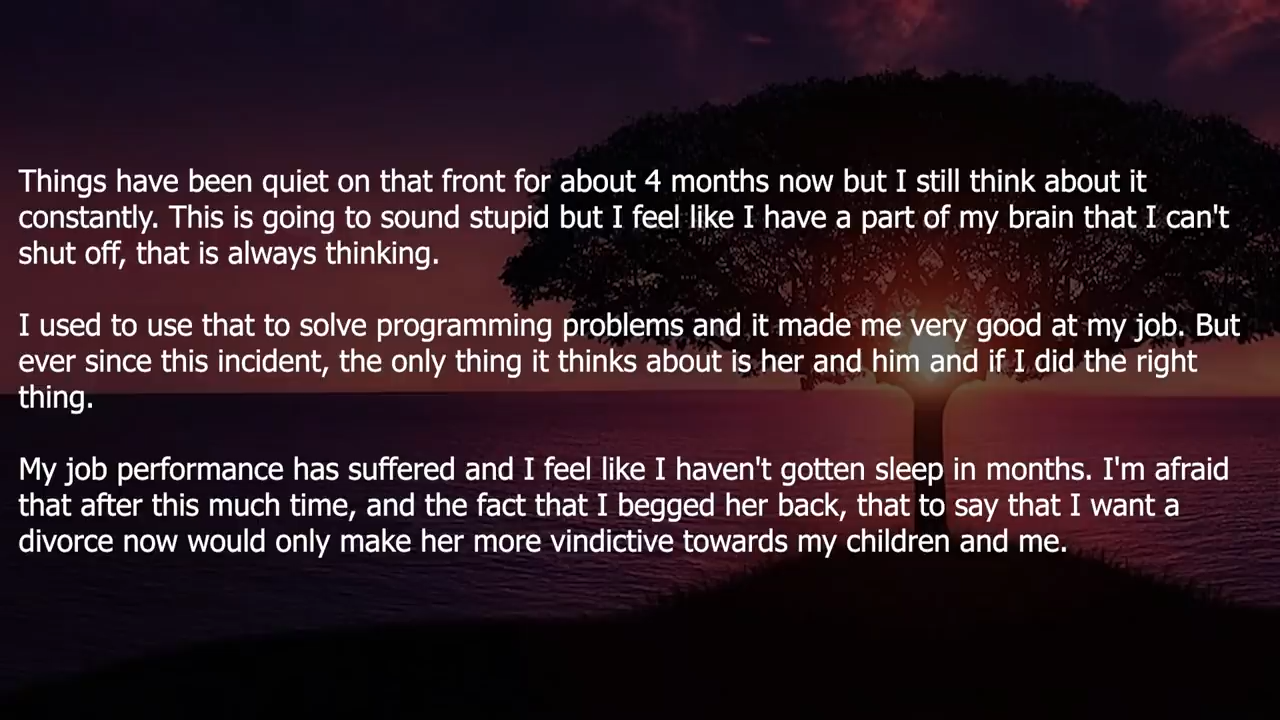 Things have been quiet on that front for about 4 months now but I still think about it
constantly. This is going to sound stupid but I feel like I have a part of my brain that I can't
shut off, that is always thinking.
I used to use that to solve programming problems and it made me very good at my job. But
ever since this incident, the only thing it thinks about is her and him and if I did the right
thing.
My job performance has suffered and I feel like I haven't gotten sleep in months. I'm afraid
that after this much time, and the fact that I begged her back, that to say that I want a
divorce now would only make her more vindictive towards my children and me.